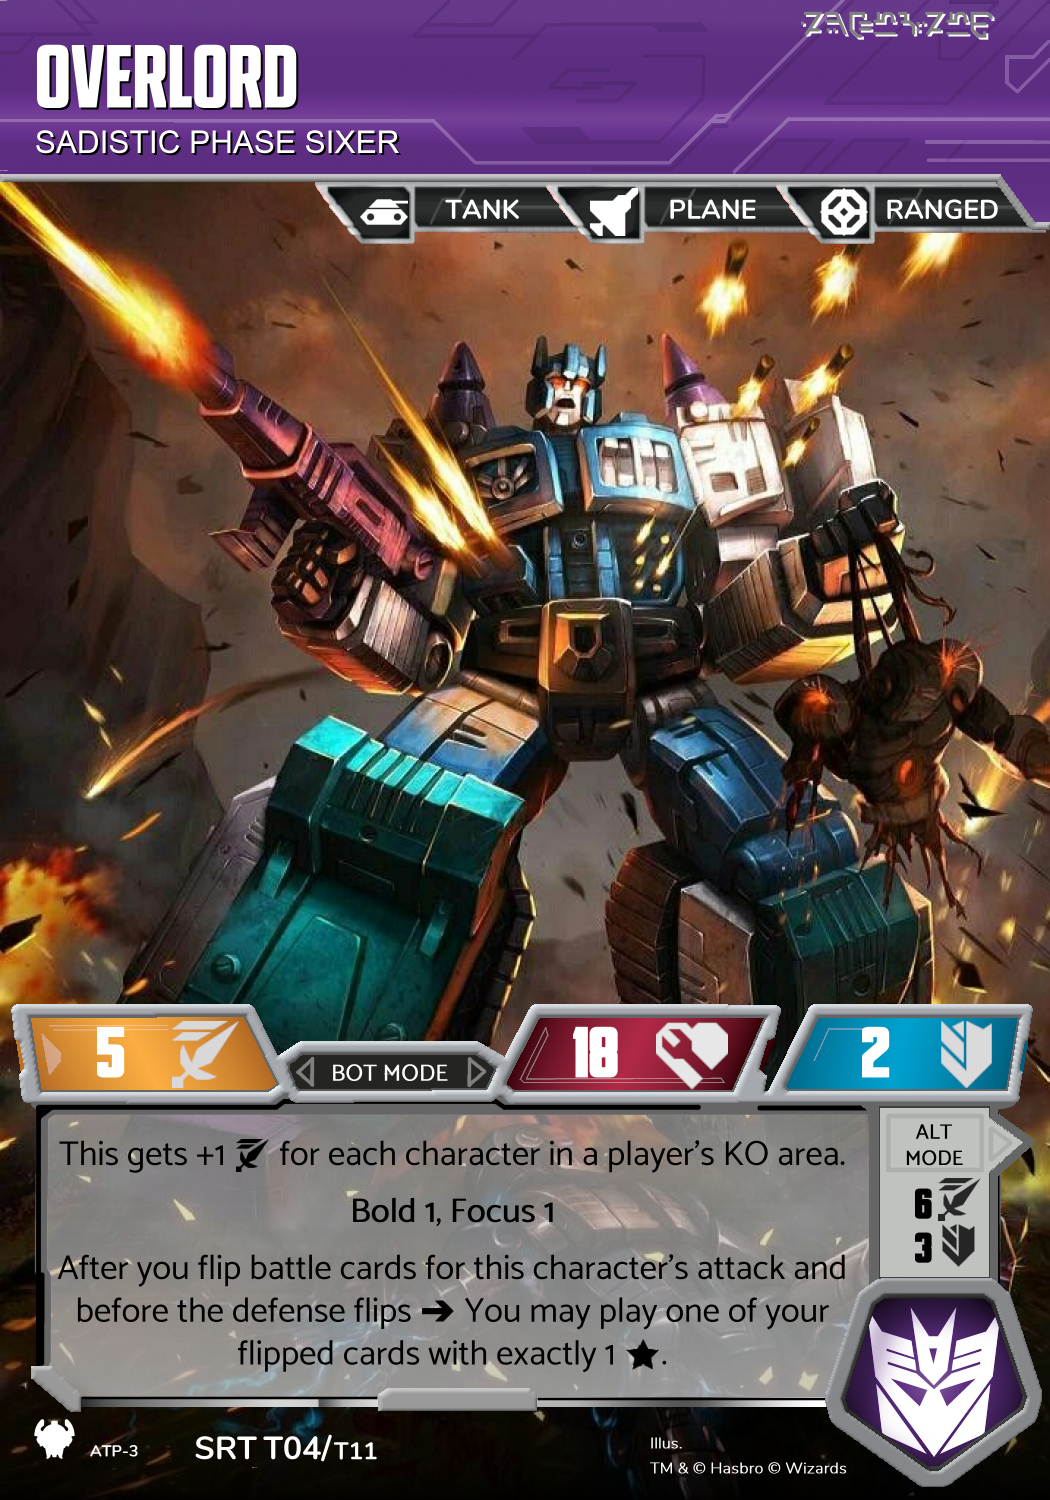 OVERLORD
SADISTIC PHASE SIXER
TANK PLANE RANGED
5 18 2
BOT MODE
This gets +1 for each character in a player's KO area.
Bold 1, Focus 1
After you flip battle cards for this character's attack and
before the defense flips ➔ You may play one of your
flipped cards with exactly 1 ★.
ALT
MODE
6
3
ATP-3 SRT T04/T11
Illus.
TM & © Hasbro © Wizards